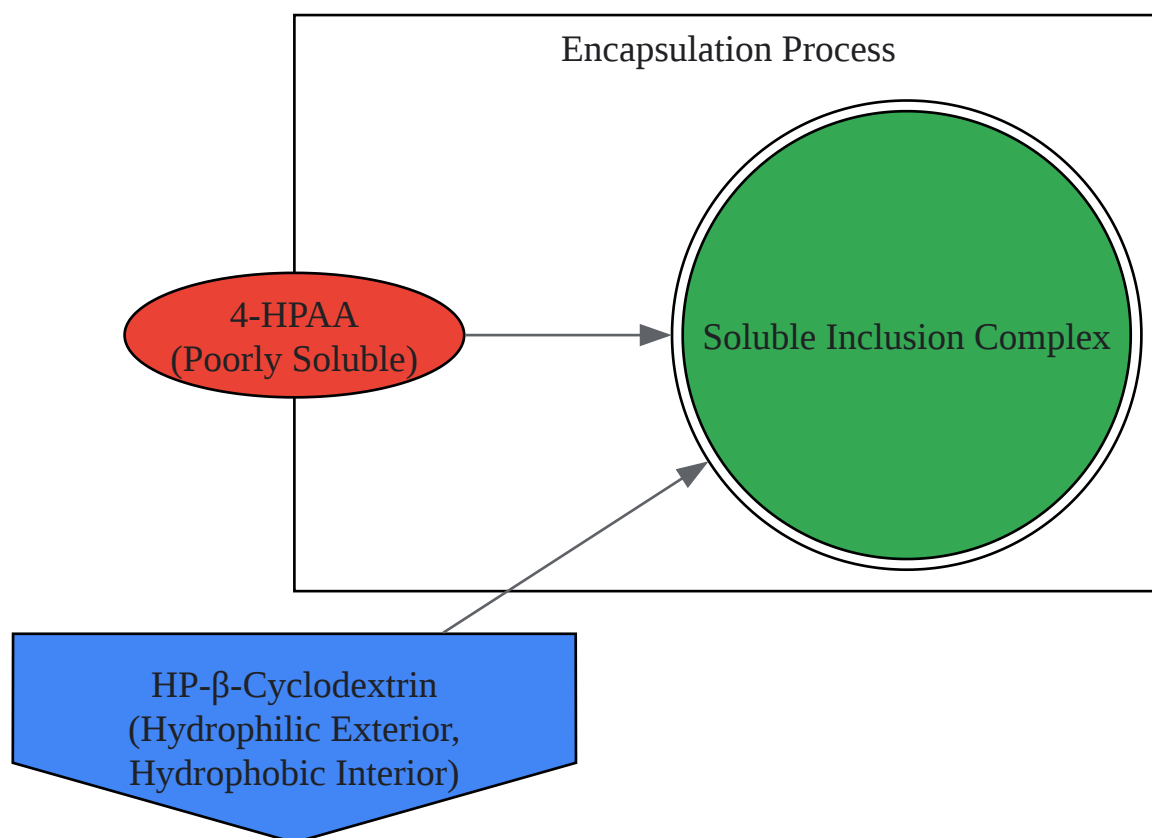 Encapsulation Process
4-HPAA
(Poorly Soluble)
Soluble Inclusion Complex
HP-β-Cyclodextrin
(Hydrophilic Exterior,
Hydrophobic Interior)